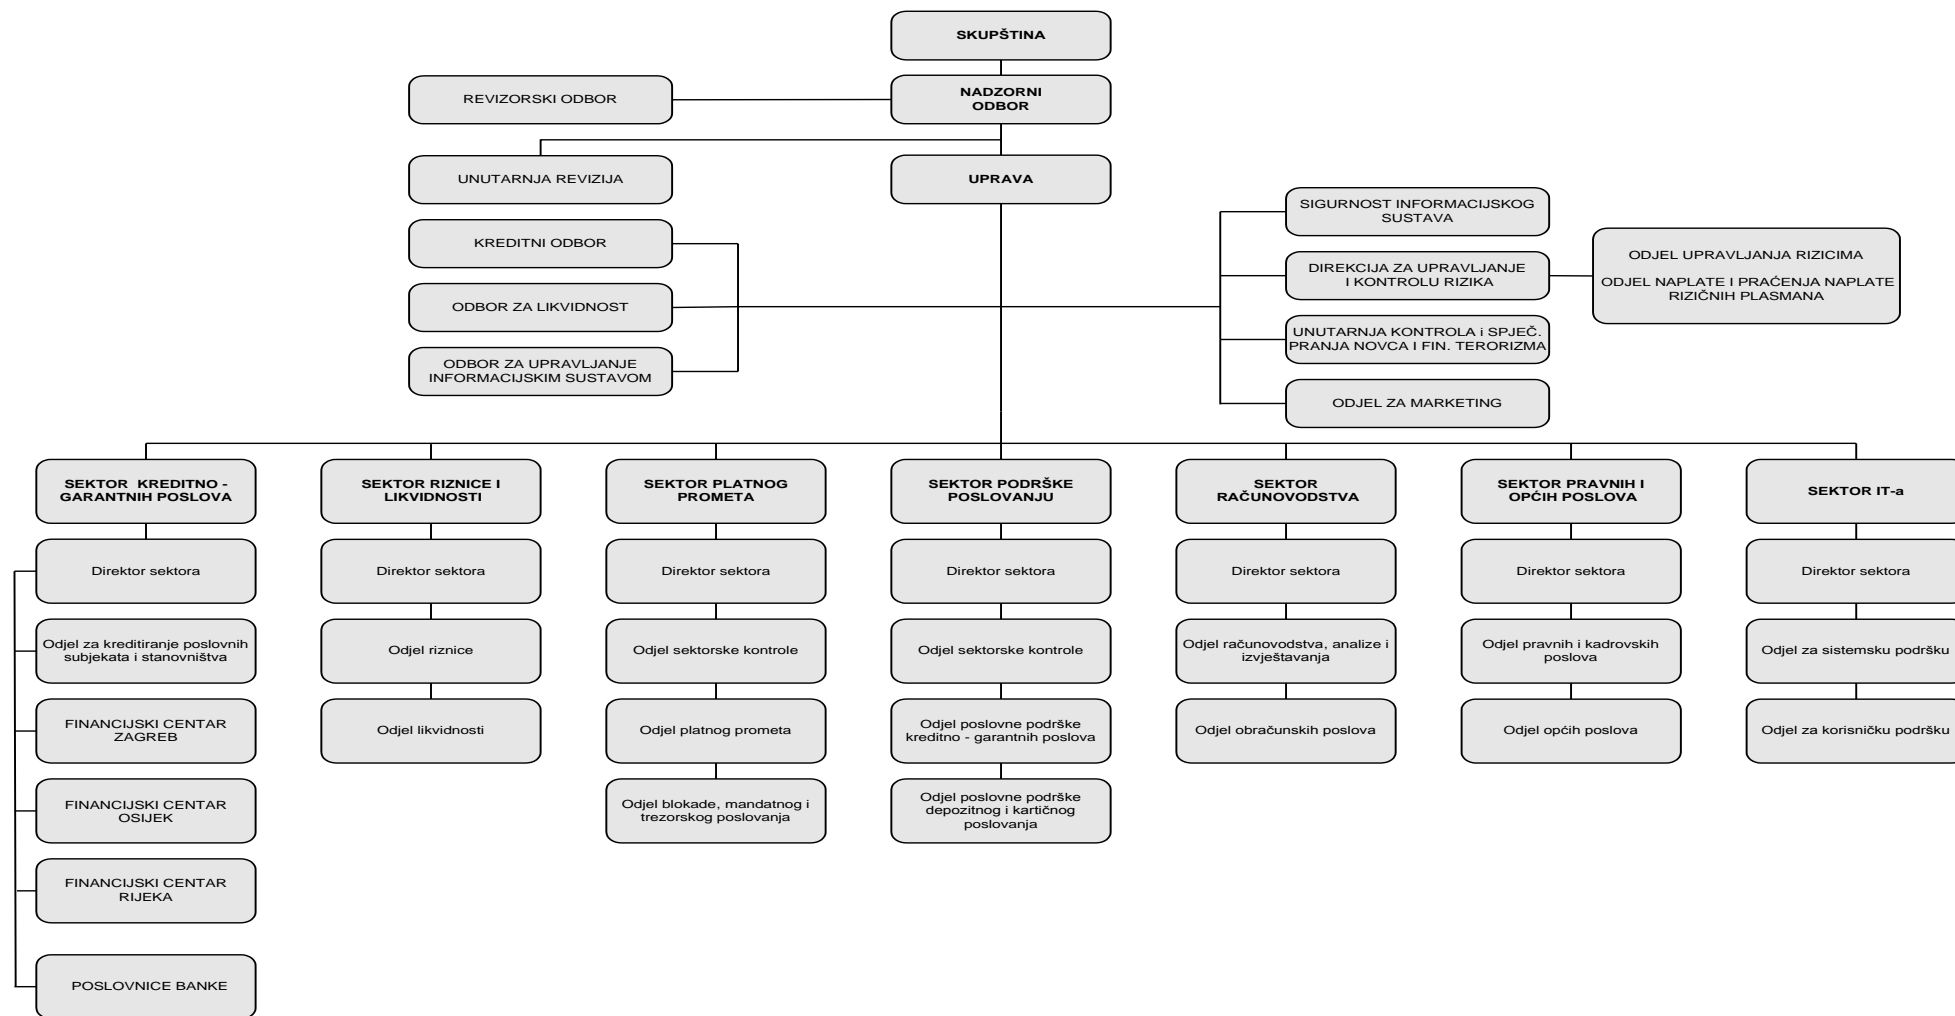 SKUPŠTINA
REVIZORSKI ODBOR
NADZORNI
ODBOR
UNUTARNJA REVIZIJA
UPRAVA
KREDITNI ODBOR
ODBOR ZA LIKVIDNOST
ODBOR ZA UPRAVLJANJE
INFORMACIJSKIM SUSTAVOM
SIGURNOST INFORMACIJSKOG
SUSTAVA
DIREKCIJA ZA UPRAVLJANJE
I KONTROLU RIZIKA
ODJEL UPRAVLJANJA RIZICIMA
ODJEL NAPLATE I PRAĆENJA NAPLATE
RIZIČNIH PLASMANA
UNUTARNJA KONTROLA i SPJEČ.
PRANJA NOVCA I FIN. TERORIZMA
ODJEL ZA MARKETING
SEKTOR KREDITNO -
GARANTNIH POSLOVA
Direktor sektora
Odjel za kreditiranje poslovnih
subjekata i stanovništva
FINANCIJSKI CENTAR
ZAGREB
FINANCIJSKI CENTAR
OSIJEK
FINANCIJSKI CENTAR
RIJEKA
POSLOVNICE BANKE
SEKTOR RIZNICE I
LIKVIDNOSTI
Direktor sektora
Odjel riznice
Odjel likvidnosti
SEKTOR PLATNOG
PROMETA
Direktor sektora
Odjel sektorske kontrole
Odjel platnog prometa
Odjel blokade, mandatnog i
trezorskog poslovanja
SEKTOR PODRŠKE
POSLOVANJU
Direktor sektora
Odjel sektorske kontrole
Odjel poslovne podrške
kreditno - garantnih poslova
Odjel poslovne podrške
depozitnog i kartičnog
poslovanja
SEKTOR
RAČUNOVODSTVA
Direktor sektora
Odjel računovodstva, analize i
izvještavanja
Odjel obračunskih poslova
SEKTOR PRAVNIH I
OPĆIH POSLOVA
Direktor sektora
Odjel pravnih i kadrovskih
poslova
Odjel općih poslova
SEKTOR IT-a
Direktor sektora
Odjel za sistemsku podršku
Odjel za korisničku podršku